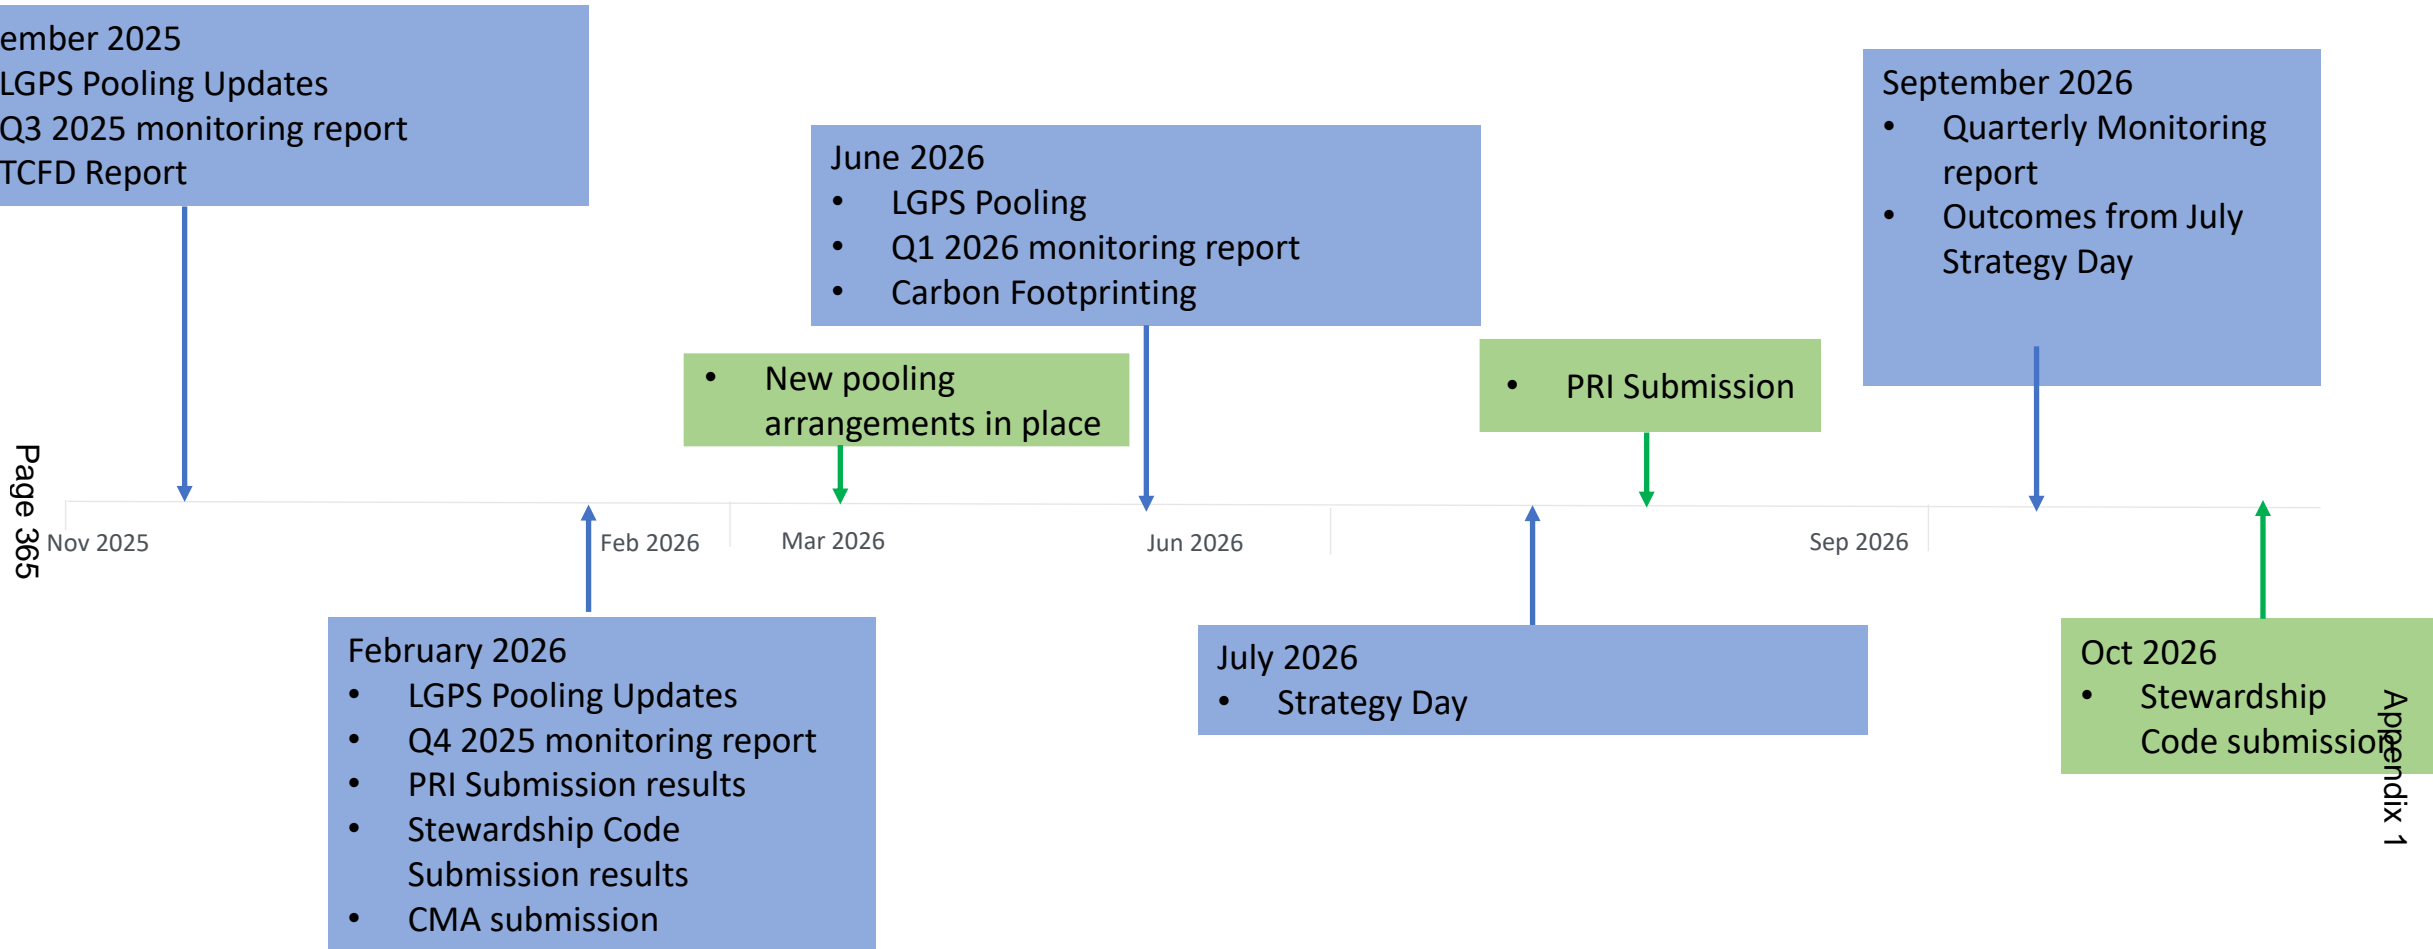 ember 2025
LGPS Pooling Updates
Q3 2025 monitoring report
TCFD Report
June 2026
• LGPS Pooling
• Q1 2026 monitoring report
• Carbon Footprinting
September 2026
• Quarterly Monitoring
report
• Outcomes from July
Strategy Day
• New pooling
arrangements in place
• PRI Submission
Nov 2025
Feb 2026
Mar 2026
Jun 2026
Sep 2026
February 2026
• LGPS Pooling Updates
• Q4 2025 monitoring report
• PRI Submission results
• Stewardship Code
Submission results
• CMA submission
July 2026
• Strategy Day
Oct 2026
• Stewardship
Code submission
Page 365
Appendix 1